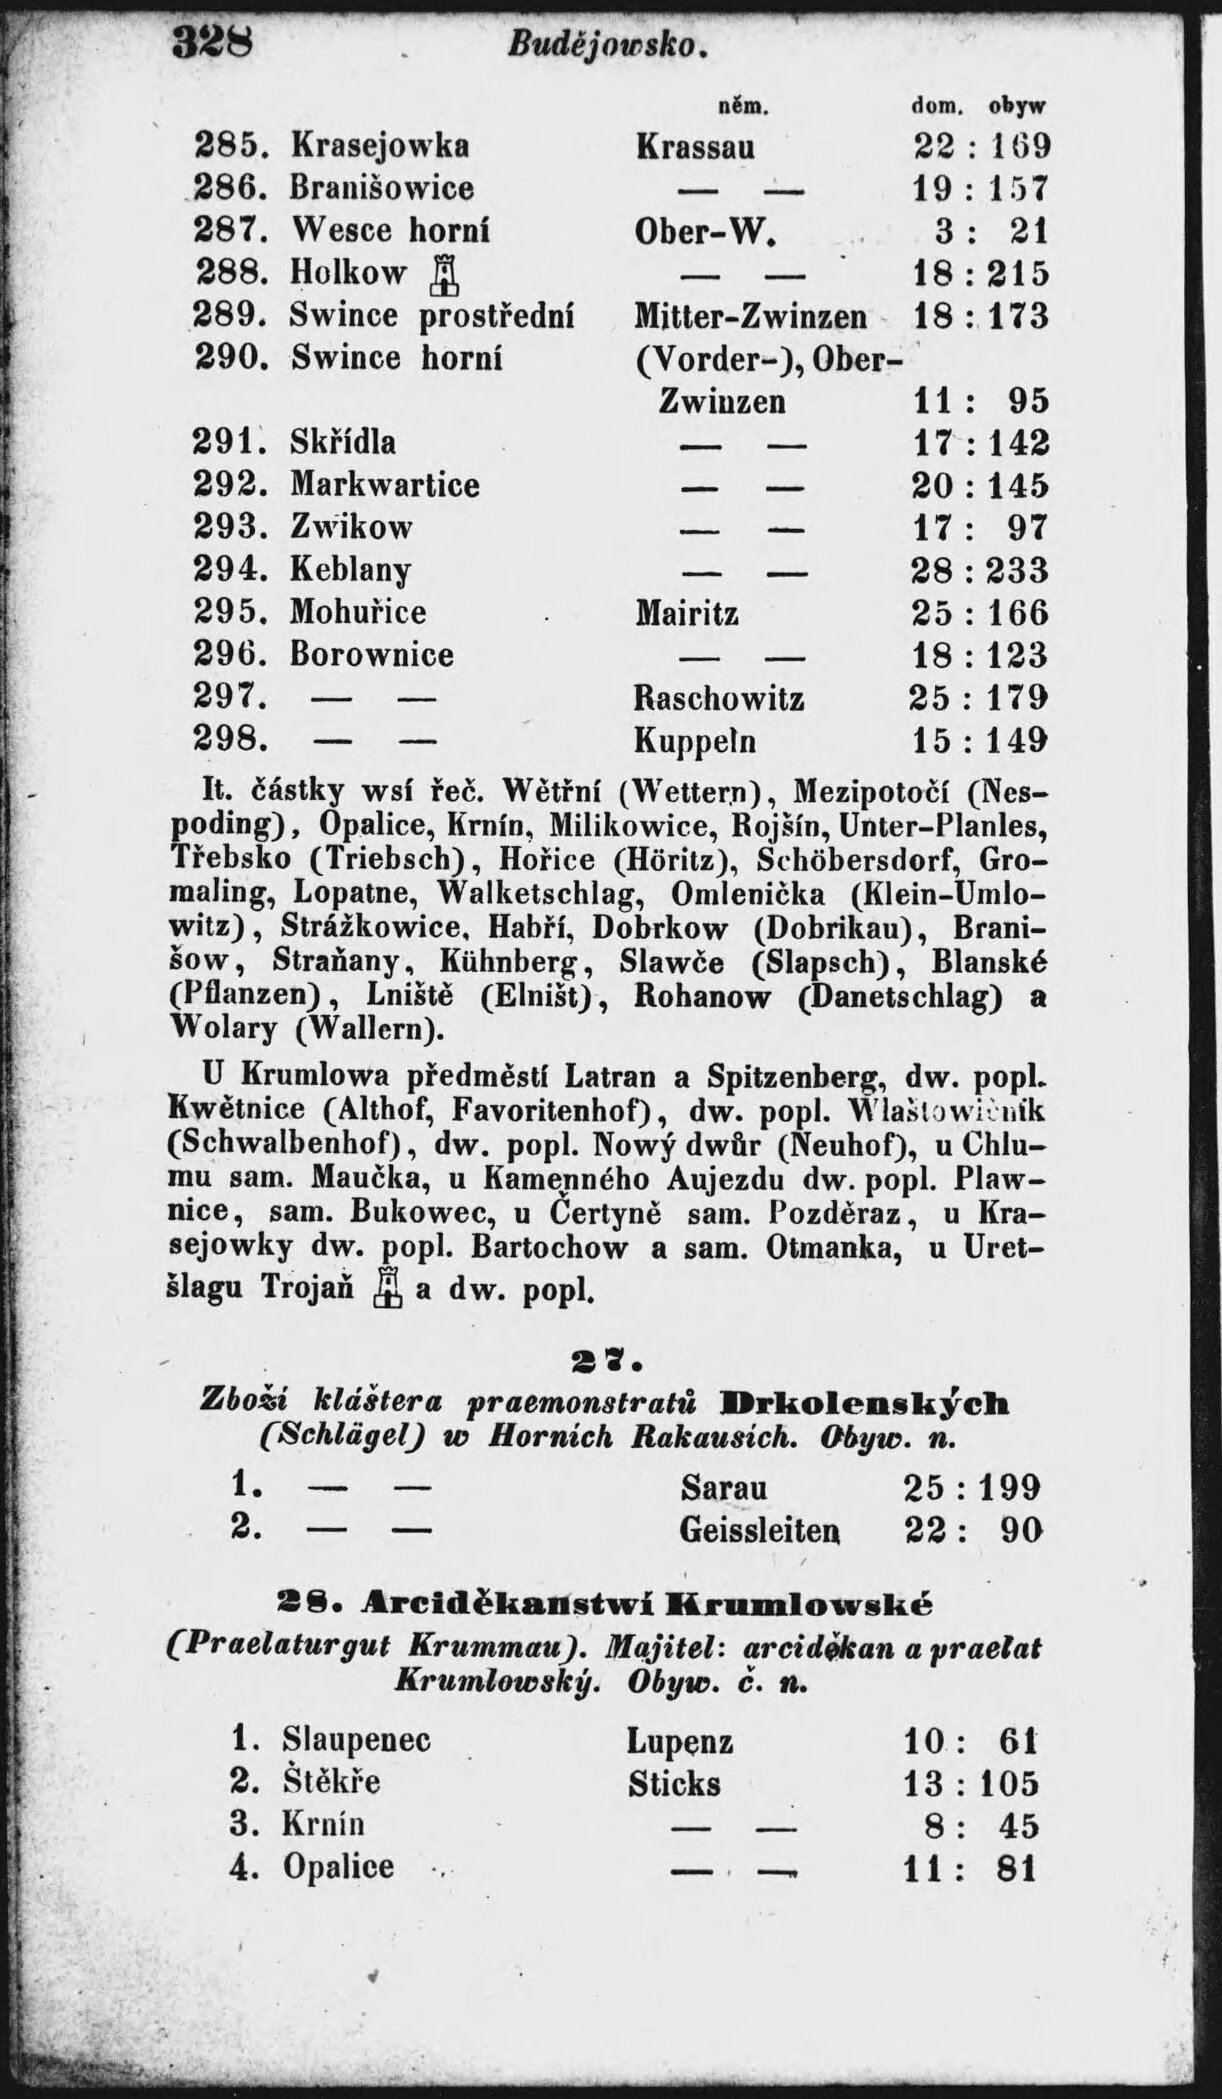 328 Budějowsko.
něm. dom. obyw
285. Krasejowka Krassau 22 : 169
286. Branišowice — — 19 : 157
287. Wesce horní Ober-W. 3 : 21
288. Holkow — — 18 : 215
289. Swince prostřední Mitter-Zwinzen 18 : 173
290. Swince horní (Vorder-), Ober-
Zwinzen 11 : 95
291. Skřídla — — 17 : 142
292. Markwartice — — 20 : 145
293. Zwikow — — 17 : 97
294. Keblany — — 28 : 233
295. Mohuřice Mairitz 25 : 166
296. Borownice — — 18 : 123
297. — — Raschowitz 25 : 179
298. — — Kuppeln 15 : 149
It. částky wsí řeč. Wětřní (Wettern), Mezipotočí (Nes-
poding), Opalice, Krnín, Milikowice, Rojšín, Unter-Planles,
Třebsko (Triebsch), Hořice (Höritz), Schöbersdorf, Gro-
maling, Lopatne, Walketschlag, Omlenička (Klein-Umlo-
witz), Strážkowice, Habří, Dobrkow (Dobrikau), Brani-
šow, Straňany, Kühnberg, Slawče (Slapsch), Blanské
(Pflanzen), Lniště (Elništ), Rohanow (Danetschlag) a
Wolary (Wallern).
U Krumlowa předměstí Latran a Spitzenberg, dw. popl.
Kwětnice (Althof, Favoritenhof), dw. popl. Wlaštowičník
(Schwalbenhof), dw. popl. Nowý dwůr (Neuhof), u Chlu-
mu sam. Maučka, u Kamenného Aujezdu dw. popl. Plaw-
nice, sam. Bukowec, u Čertyně sam. Pozděraz, u Kra-
sejowky dw. popl. Bartochow a sam. Otmanka, u Uret-
šlagu Trojaň a dw. popl.
27.
Zboží kláštera praemonstratů Drkolenských
(Schlägel) w Horních Rakausích. Obyw. n.
1. — — Sarau 25 : 199
2. — — Geissleiten 22 : 90
28. Arciděkanstwí Krumlowské
(Praelaturgut Krummau). Majitel: arciděkan a praelat
Krumlowský. Obyw. č. n.
1. Slaupenec Lupenz 10 : 61
2. Štěkře Sticks 13 : 105
3. Krnín — — 8 : 45
4. Opalice — — 11 : 81